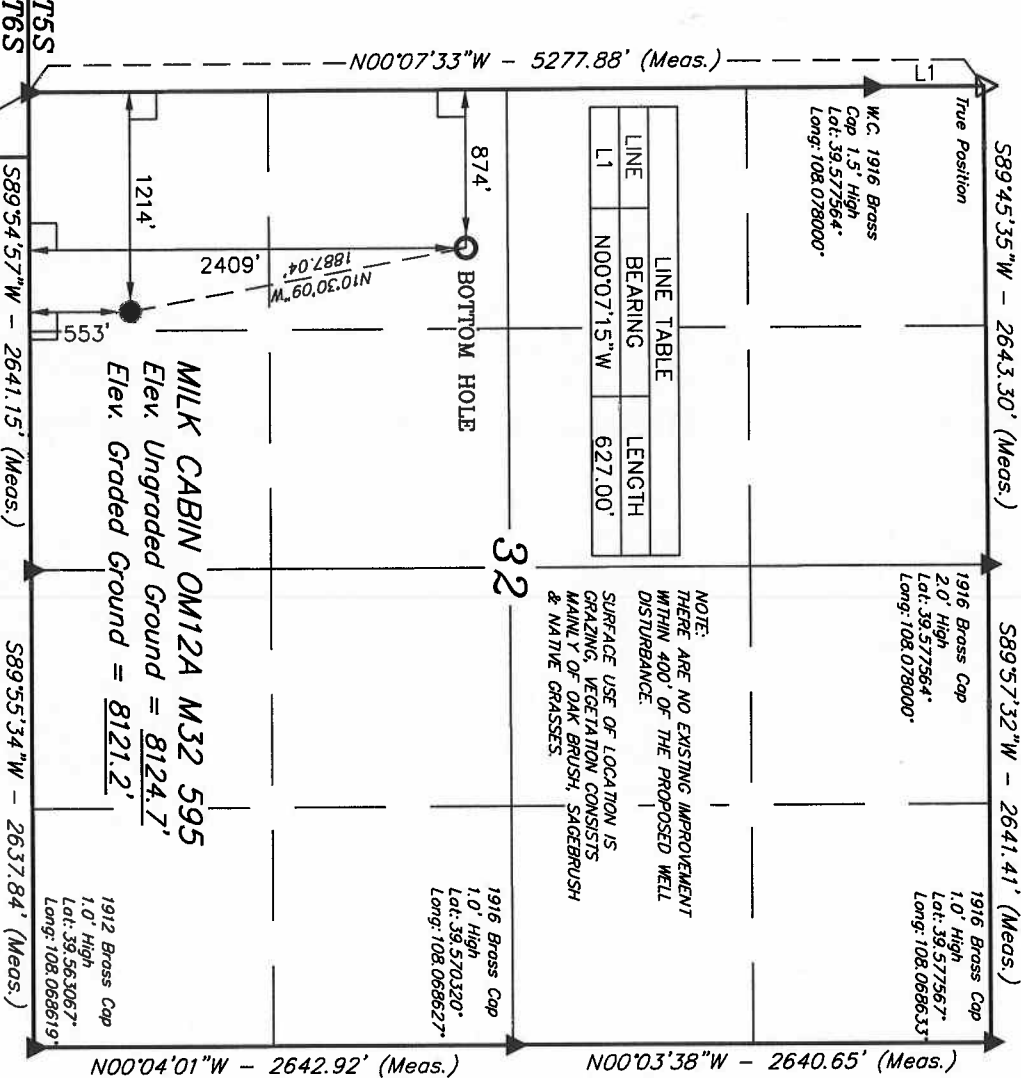 S89°45'35"W - 2643.30' (Meas.)
S89°57'32"W - 2641.41' (Meas.)
L1
True Position
N00°07'33"W - 5277.88' (Meas.)
W.C. 1916 Brass
Cap 1.5' High
Lat: 39.577564°
Long: 108.078000°
1916 Brass Cap
2.0' High
Lat: 39.577564°
Long: 108.078000°
1916 Brass Cap
1.0' High
Lat: 39.577567°
Long: 108.068633°
LINE TABLE
LINE BEARING LENGTH
L1 N00°07'15"W 627.00'
NOTE:
THERE ARE NO EXISTING IMPROVEMENT
WITHIN 400' OF THE PROPOSED WELL
DISTURBANCE.
SURFACE USE OF LOCATION IS
GRAZING, VEGETATION CONSISTS
MAINLY OF OAK BRUSH, SAGEBRUSH
& NATIVE GRASSES.
N00°03'38"W - 2640.65' (Meas.)
32
874'
BOTTOM HOLE
1916 Brass Cap
1.0' High
Lat: 39.570320°
Long: 108.068627°
2409'
N10°30'09"W
1887.04'
1214'
553'
MILK CABIN OM12A M32 595
Elev. Ungraded Ground = 8124.7'
Elev. Graded Ground = 8121.2'
N00°04'01"W - 2642.92' (Meas.)
1912 Brass Cap
1.0' High
Lat: 39.563067°
Long: 108.068619°
T5S
T6S
S89°54'57"W - 2641.15' (Meas.)
S89°55'34"W - 2637.84' (Meas.)